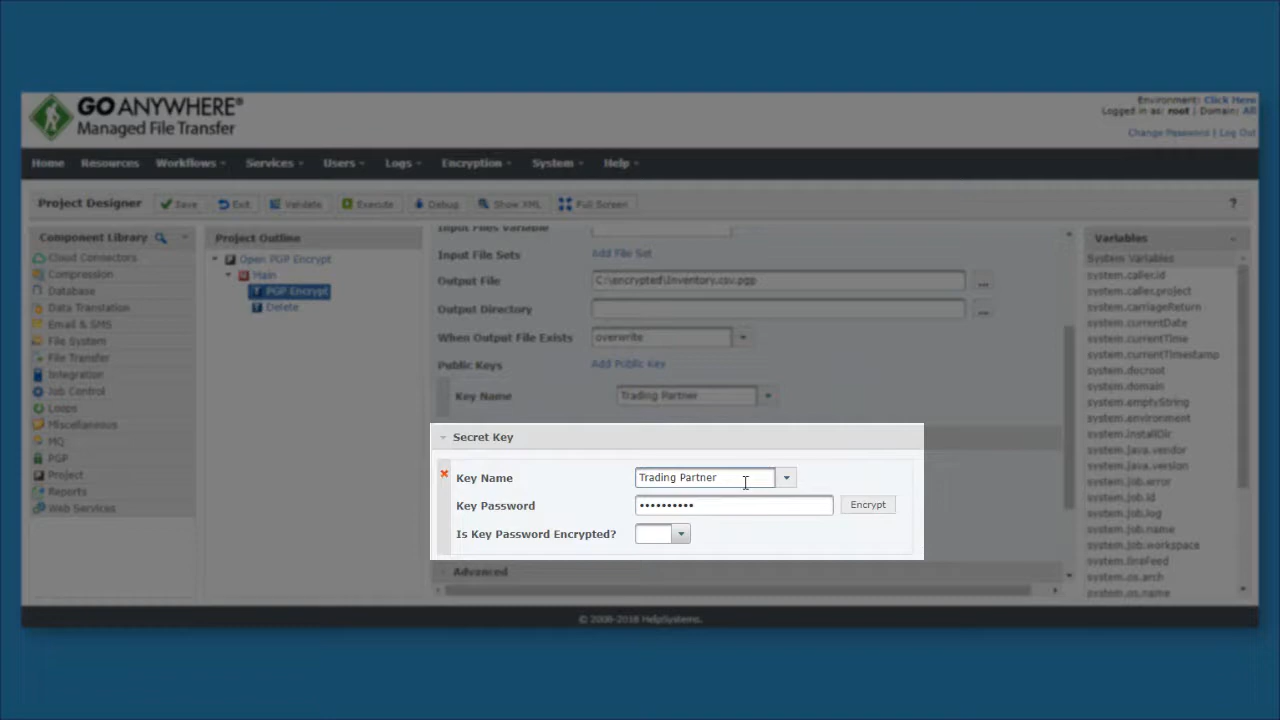 GOANYWHERE®
Managed File Transfer
Environment: Click Here
Logged in as: root | Domain: All
Change Password | Log Out
Home Resources Workflows Services Users Logs Encryption System Help
Project Designer Save Exit Validate Execute Debug Show XML Full Screen ?
Component Library
Cloud Connectors
Compression
Database
Data Translation
Email & SMS
File System
File Transfer
Integration
Job Control
Loops
Miscellaneous
MQ
PGP
Project
Reports
Web Services
Project Outline
Open PGP Encrypt
Main
PGP Encrypt
Delete
Input Files Variable
Input File Sets Add File Set
Output File C:\encrypted\Inventory.csv.pgp ...
Output Directory ...
When Output File Exists overwrite
Public Keys Add Public Key
Key Name Trading Partner
Secret Key
Key Name Trading Partner
Key Password •••••••••• Encrypt
Is Key Password Encrypted?
Advanced
Variables
System Variables
system.caller.id
system.caller.project
system.carriageReturn
system.currentDate
system.currentTime
system.currentTimestamp
system.docroot
system.domain
system.emptyString
system.environment
system.installDir
system.java.vendor
system.java.version
system.job.error
system.job.id
system.job.log
system.job.name
system.job.workspace
system.lineFeed
system.os.arch
system.os.name
© 2008-2018 HelpSystems.